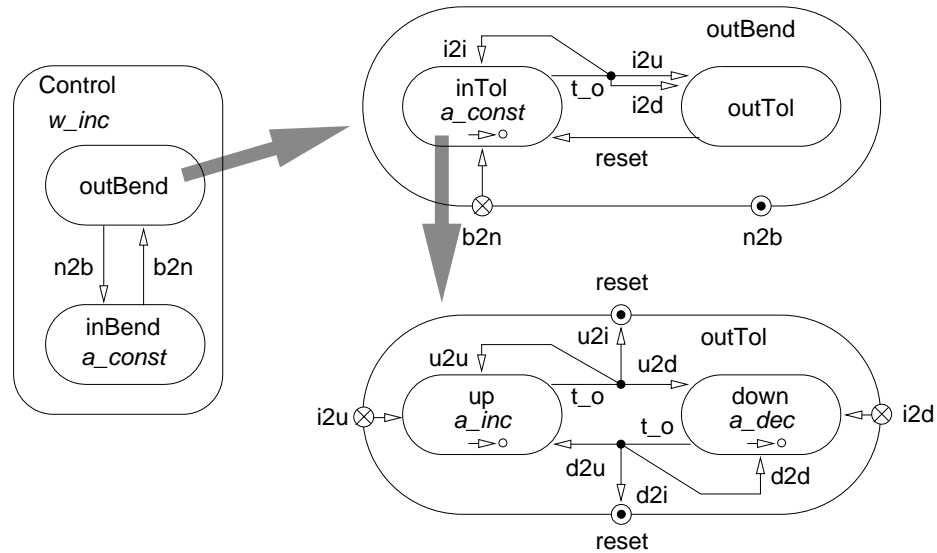 Control
w_inc
outBend
n2b
b2n
inBend
a_const
outBend
i2i
i2u
t_o
i2d
inTol
a_const
outTol
reset
b2n
n2b
reset
u2i
outTol
u2u
u2d
up
a_inc
t_o
down
a_dec
i2u
i2d
t_o
d2u
d2d
d2i
reset